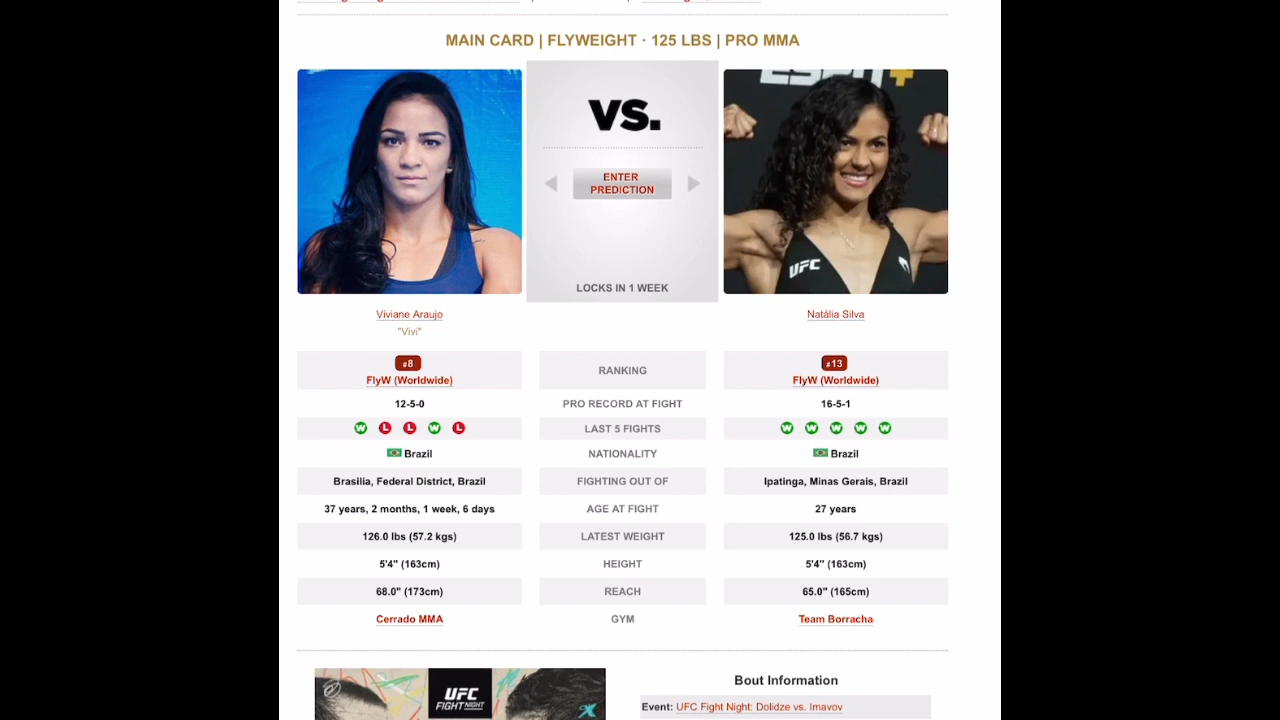 MAIN CARD | FLYWEIGHT · 125 LBS | PRO MMA
ESPN+
VS.
ENTER
PREDICTION
LOCKS IN 1 WEEK
UFC
Viviane Araujo
Natália Silva
"Vivi"
#8
FlyW (Worldwide)
RANKING
#13
FlyW (Worldwide)
12-5-0 PRO RECORD AT FIGHT 16-5-1
W L L W L LAST 5 FIGHTS W W W W W
Brazil NATIONALITY Brazil
Brasilia, Federal District, Brazil FIGHTING OUT OF Ipatinga, Minas Gerais, Brazil
37 years, 2 months, 1 week, 6 days AGE AT FIGHT 27 years
126.0 lbs (57.2 kgs) LATEST WEIGHT 125.0 lbs (56.7 kgs)
5'4" (163cm) HEIGHT 5'4" (163cm)
68.0" (173cm) REACH 65.0" (165cm)
Cerrado MMA GYM Team Borracha
UFC
FIGHT NIGHT
Bout Information
Event: UFC Fight Night: Dolidze vs. Imavov